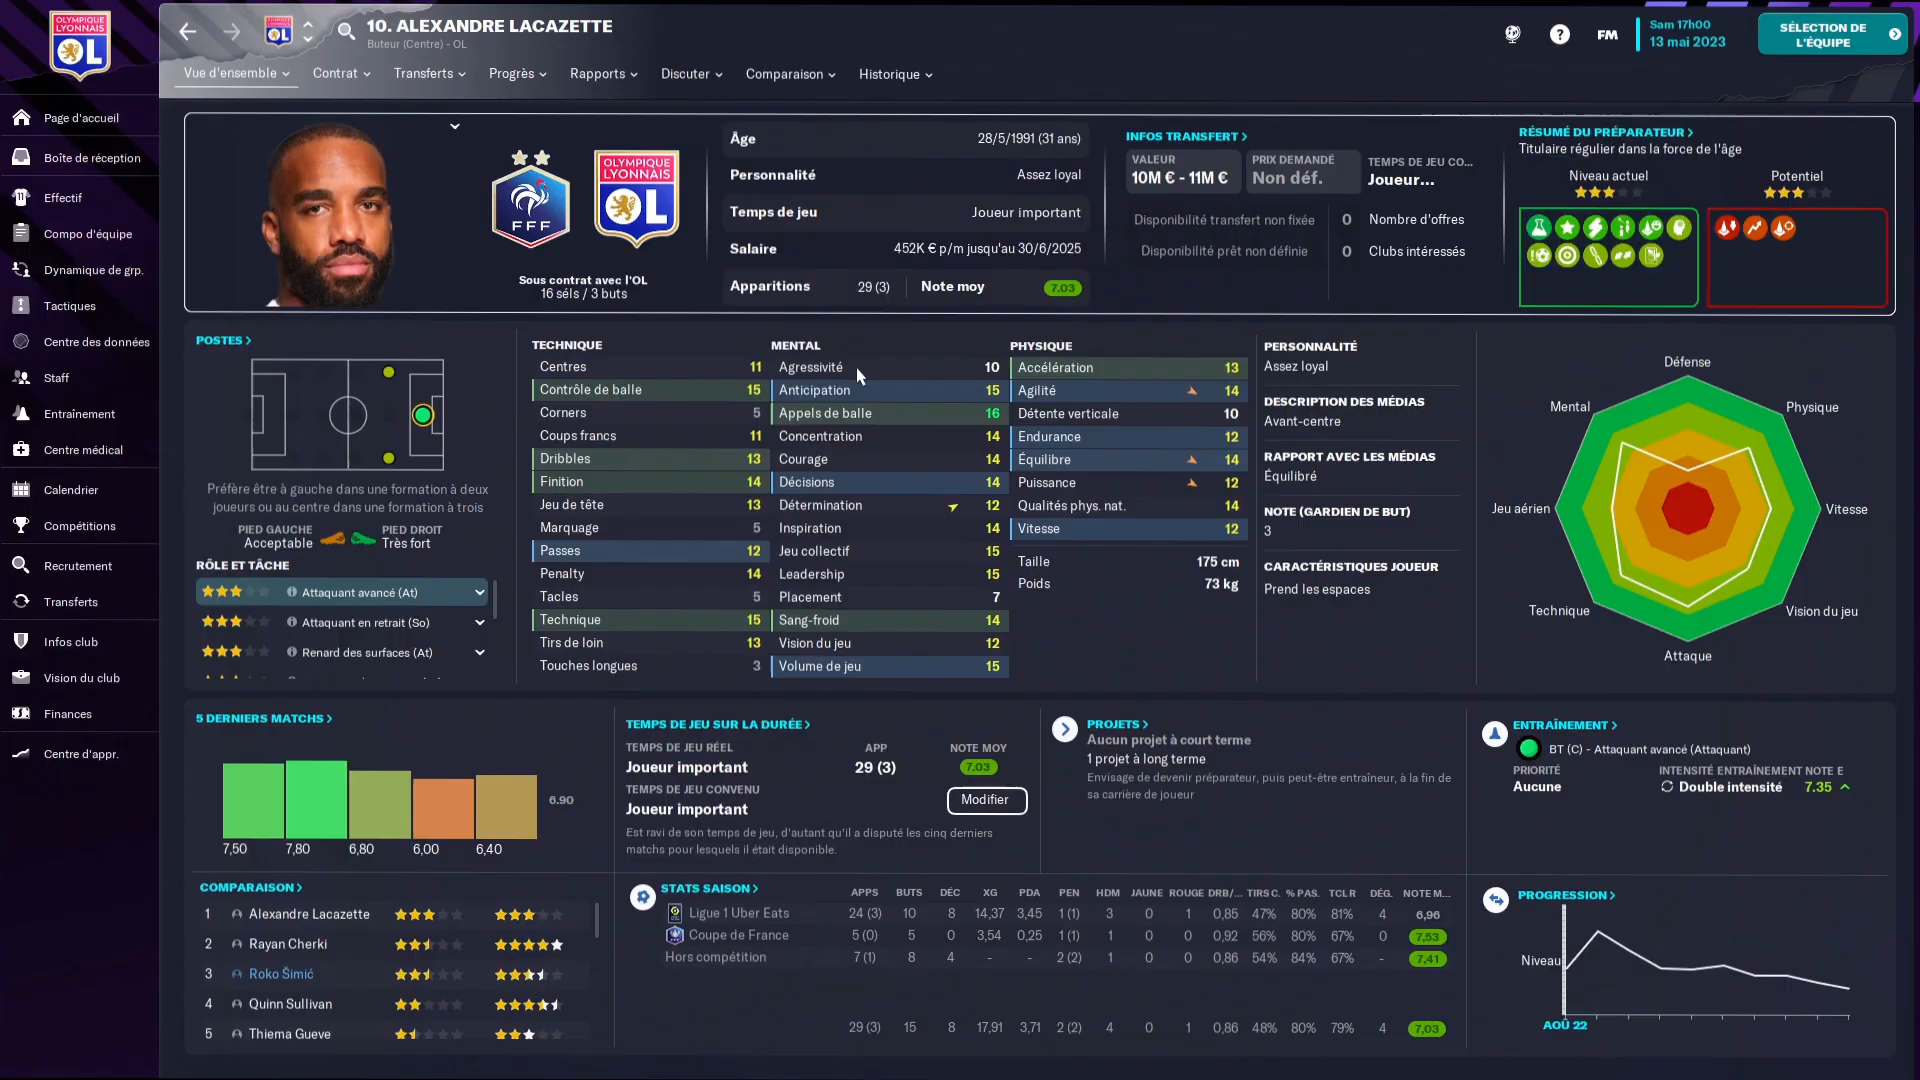 OLYMPIQUE
LYONNAIS
OL
10. ALEXANDRE LACAZETTE
Buteur (Centre) - OL
FM
Sam 17h00
13 mai 2023
SÉLECTION DE
L'ÉQUIPE
Vue d'ensemble
Contrat
Transferts
Progrès
Rapports
Discuter
Comparaison
Historique
Page d'accueil
Boîte de réception
Effectif
Compo d'équipe
Dynamique de grp.
Tactiques
Centre des données
Staff
Entraînement
Centre médical
Calendrier
Compétitions
Recrutement
Transferts
Infos club
Vision du club
Finances
Centre d'appr.
FFF
OLYMPIQUE
LYONNAIS
OL
Sous contrat avec l'OL
16 séls / 3 buts
Âge 28/5/1991 (31 ans)
Personnalité Assez loyal
Temps de jeu Joueur important
Salaire 452K € p/m jusqu'au 30/6/2025
Apparitions 29 (3) Note moy 7.03
INFOS TRANSFERT
VALEUR PRIX DEMANDÉ TEMPS DE JEU CO...
10M € - 11M € Non déf. Joueur...
Disponibilité transfert non fixée 0 Nombre d'offres
Disponibilité prêt non définie 0 Clubs intéressés
RÉSUMÉ DU PRÉPARATEUR
Titulaire régulier dans la force de l'âge
Niveau actuel Potentiel
POSTES
Préfère être à gauche dans une formation à deux
joueurs ou au centre dans une formation à trois
PIED GAUCHE PIED DROIT
Acceptable Très fort
RÔLE ET TÂCHE
Attaquant avancé (At)
Attaquant en retrait (So)
Renard des surfaces (At)
TECHNIQUE
Centres 11
Contrôle de balle 15
Corners 5
Coups francs 11
Dribbles 13
Finition 14
Jeu de tête 13
Marquage 5
Passes 12
Penalty 14
Tacles 5
Technique 15
Tirs de loin 13
Touches longues 3
MENTAL
Agressivité 10
Anticipation 15
Appels de balle 16
Concentration 14
Courage 14
Décisions 14
Détermination 12
Inspiration 14
Jeu collectif 15
Leadership 15
Placement 7
Sang-froid 14
Vision du jeu 12
Volume de jeu 15
PHYSIQUE
Accélération 13
Agilité 14
Détente verticale 10
Endurance 12
Équilibre 14
Puissance 12
Qualités phys. nat. 14
Vitesse 12
Taille 175 cm
Poids 73 kg
PERSONNALITÉ
Assez loyal
DESCRIPTION DES MÉDIAS
Avant-centre
RAPPORT AVEC LES MÉDIAS
Équilibré
NOTE (GARDIEN DE BUT)
3
CARACTÉRISTIQUES JOUEUR
Prend les espaces
Défense
Mental Physique
Jeu aérien Vitesse
Technique Vision du jeu
Attaque
5 DERNIERS MATCHS
6.90
7,50 7,80 6,80 6,00 6,40
TEMPS DE JEU SUR LA DURÉE
TEMPS DE JEU RÉEL APP NOTE MOY
Joueur important 29 (3) 7.03
TEMPS DE JEU CONVENU
Joueur important Modifier
Est ravi de son temps de jeu, d'autant qu'il a disputé les cinq derniers
matchs pour lesquels il était disponible.
PROJETS
Aucun projet à court terme
1 projet à long terme
Envisage de devenir préparateur, puis peut-être entraîneur, à la fin de
sa carrière de joueur
ENTRAÎNEMENT
BT (C) - Attaquant avancé (Attaquant)
PRIORITÉ INTENSITÉ ENTRAÎNEMENT NOTE E
Aucune Double intensité 7.35
COMPARAISON
1 Alexandre Lacazette
2 Rayan Cherki
3 Roko Šimić
4 Quinn Sullivan
5 Thiema Gueve
STATS SAISON APPS BUTS DÉC XG PDA PEN HDM JAUNE ROUGE DRB/... TIRS C. % PAS. TCL R DÉG. NOTE M...
Ligue 1 Uber Eats 24 (3) 10 8 14,37 3,45 1 (1) 3 0 1 0,85 47% 80% 81% 4 6,96
Coupe de France 5 (0) 5 0 3,54 0,25 1 (1) 1 0 0 0,92 56% 80% 67% 0 7,53
Hors compétition 7 (1) 8 4 - - 2 (2) 1 0 0 0,86 54% 84% 67% - 7,41
29 (3) 15 8 17,91 3,71 2 (2) 4 0 1 0,86 48% 80% 79% 4 7,03
PROGRESSION
Niveau
AOÛ 22